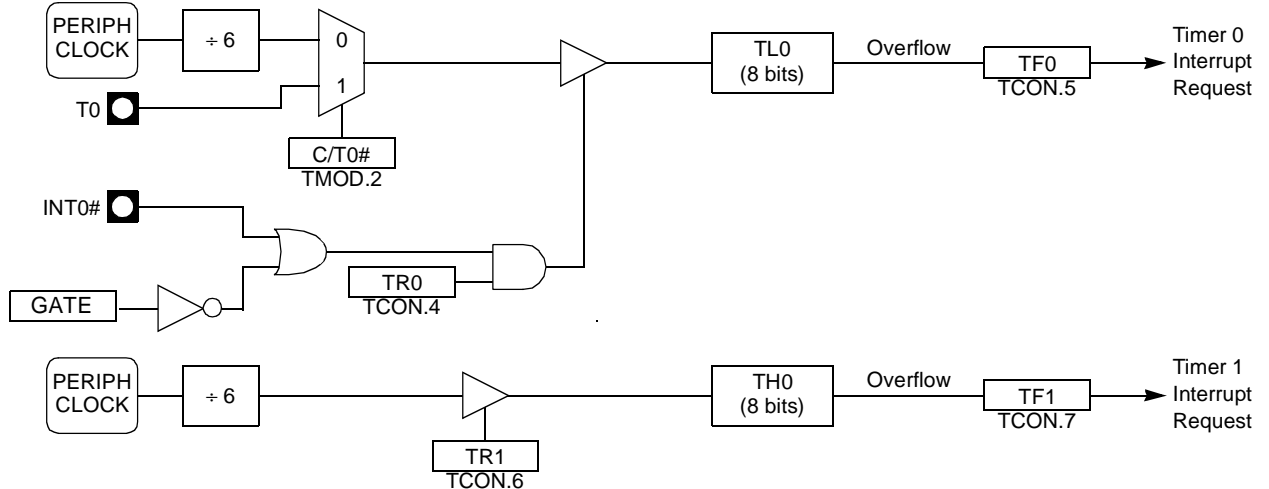 PERIPH
CLOCK
÷ 6
0
1
T0
C/T0#
TMOD.2
TL0
(8 bits)
Overflow
TF0
TCON.5
Timer 0
Interrupt
Request
INT0#
GATE
TR0
TCON.4
PERIPH
CLOCK
÷ 6
TR1
TCON.6
TH0
(8 bits)
Overflow
TF1
TCON.7
Timer 1
Interrupt
Request